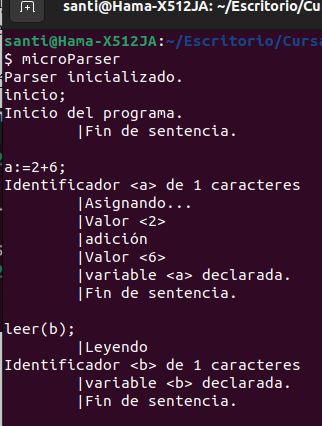 santi@Hama-X512JA: ~/Escritorio/Cur
santi@Hama-X512JA:~/Escritorio/Cursa
$ microParser
Parser inicializado.
inicio;
Inicio del programa.
|Fin de sentencia.
a:=2+6;
Identificador <a> de 1 caracteres
|Asignando...
|Valor <2>
|adición
|Valor <6>
|variable <a> declarada.
|Fin de sentencia.
leer(b);
|Leyendo
Identificador <b> de 1 caracteres
|variable <b> declarada.
|Fin de sentencia.